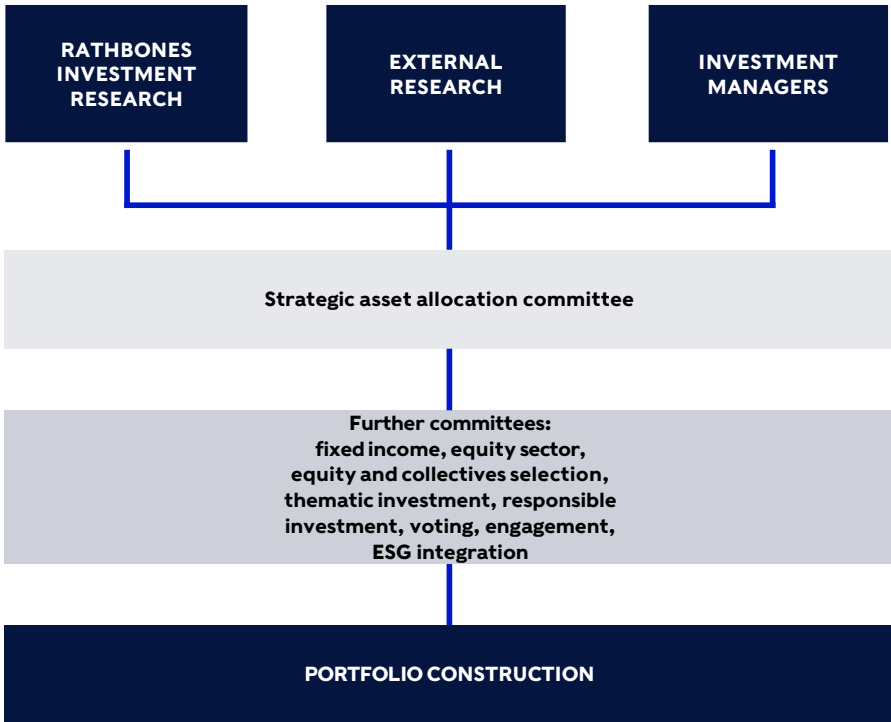 RATHBONES
INVESTMENT
RESEARCH
EXTERNAL
RESEARCH
INVESTMENT
MANAGERS
Strategic asset allocation committee
Further committees:
fixed income, equity sector,
equity and collectives selection,
thematic investment, responsible
investment, voting, engagement,
ESG integration
PORTFOLIO CONSTRUCTION